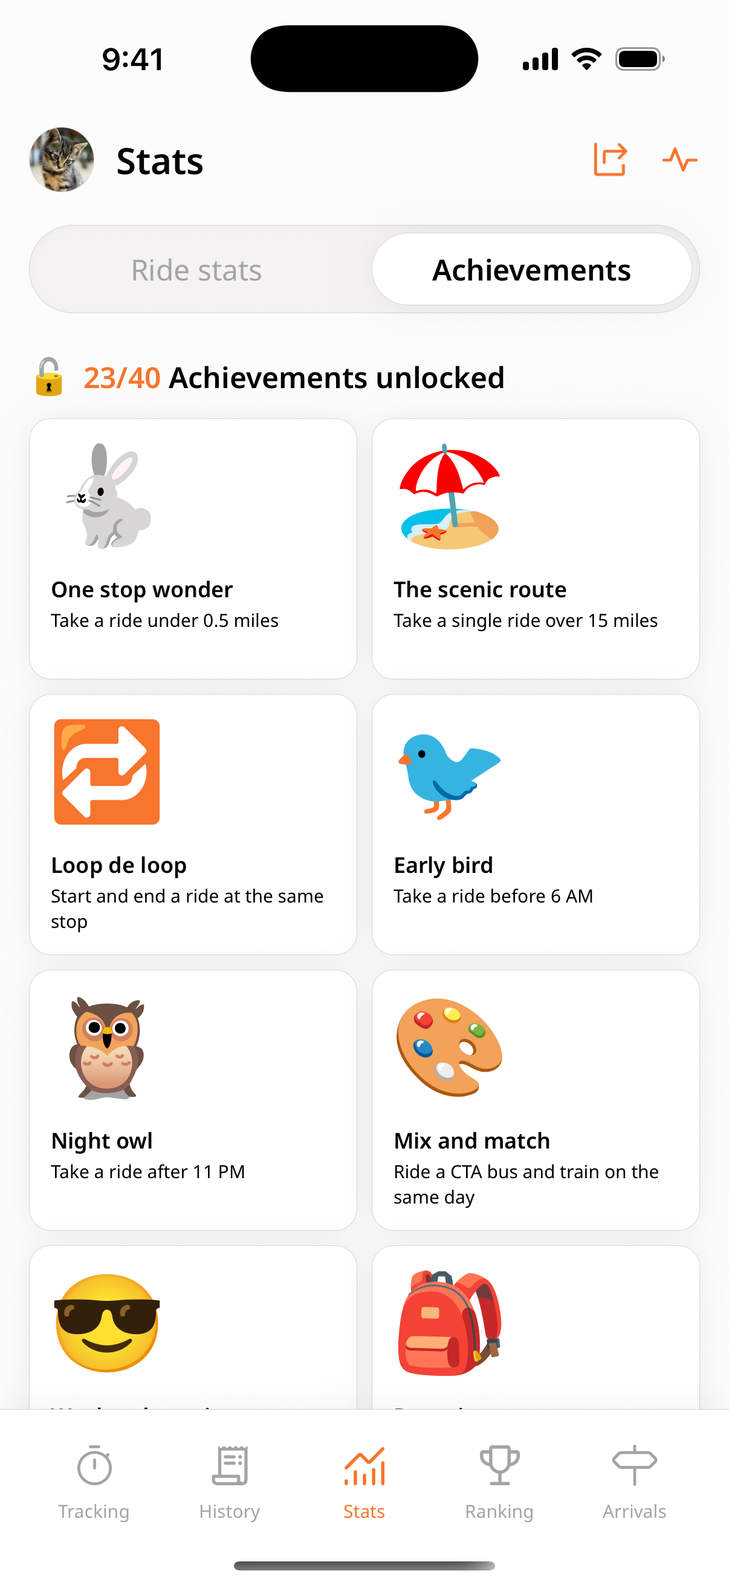 9:41
Stats
Ride stats
Achievements
23/40 Achievements unlocked
One stop wonder
Take a ride under 0.5 miles
The scenic route
Take a single ride over 15 miles
Loop de loop
Start and end a ride at the same
stop
Early bird
Take a ride before 6 AM
Night owl
Take a ride after 11 PM
Mix and match
Ride a CTA bus and train on the
same day
Tracking
History
Stats
Ranking
Arrivals